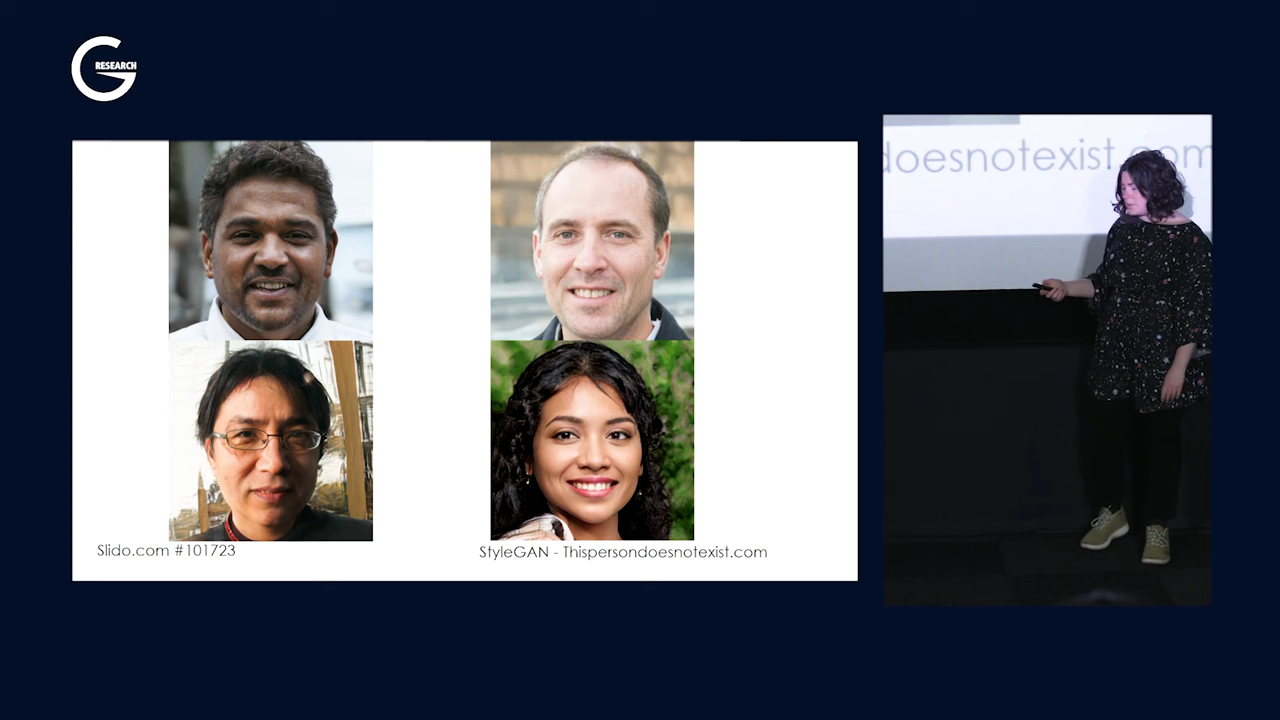 G
RESEARCH
doesnotexist.com
Slido.com #101723
StyleGAN - Thispersondoesnotexist.com